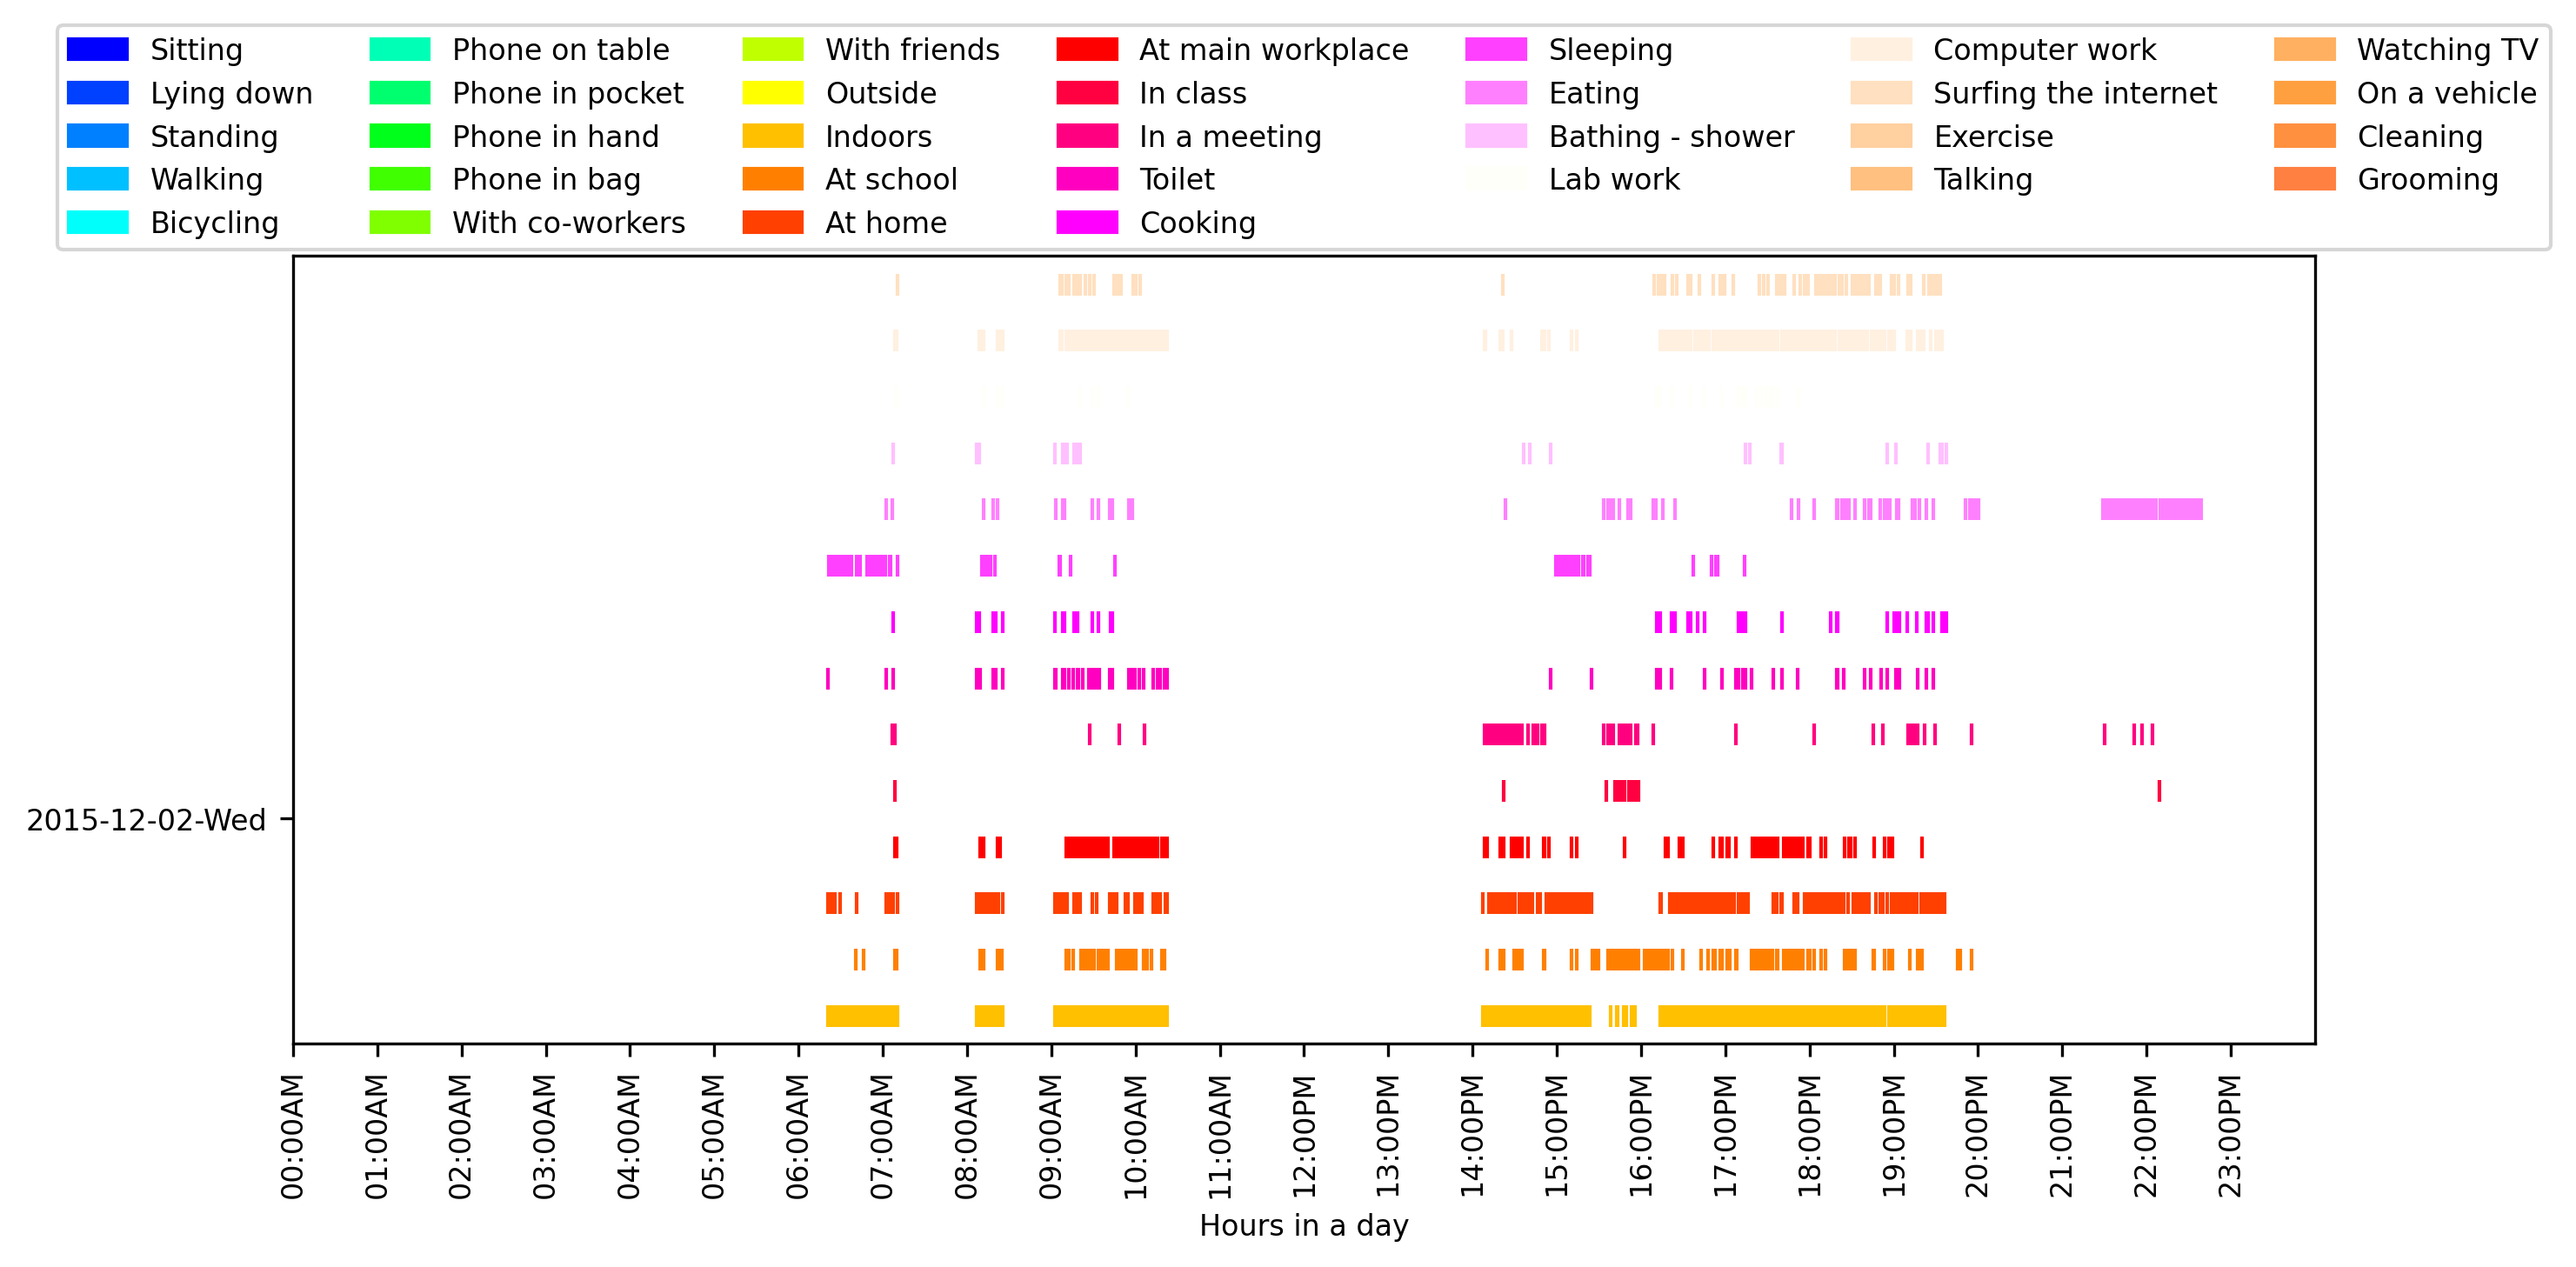 Sitting
Lying down
Standing
Walking
Bicycling
Phone on table
Phone in pocket
Phone in hand
Phone in bag
With co-workers
With friends
Outside
Indoors
At school
At home
At main workplace
In class
In a meeting
Toilet
Cooking
Sleeping
Eating
Bathing - shower
Lab work
Computer work
Surfing the internet
Exercise
Talking
Watching TV
On a vehicle
Cleaning
Grooming
2015-12-02-Wed
00:00AM
01:00AM
02:00AM
03:00AM
04:00AM
05:00AM
06:00AM
07:00AM
08:00AM
09:00AM
10:00AM
11:00AM
12:00PM
13:00PM
14:00PM
15:00PM
16:00PM
17:00PM
18:00PM
19:00PM
20:00PM
21:00PM
22:00PM
23:00PM
Hours in a day